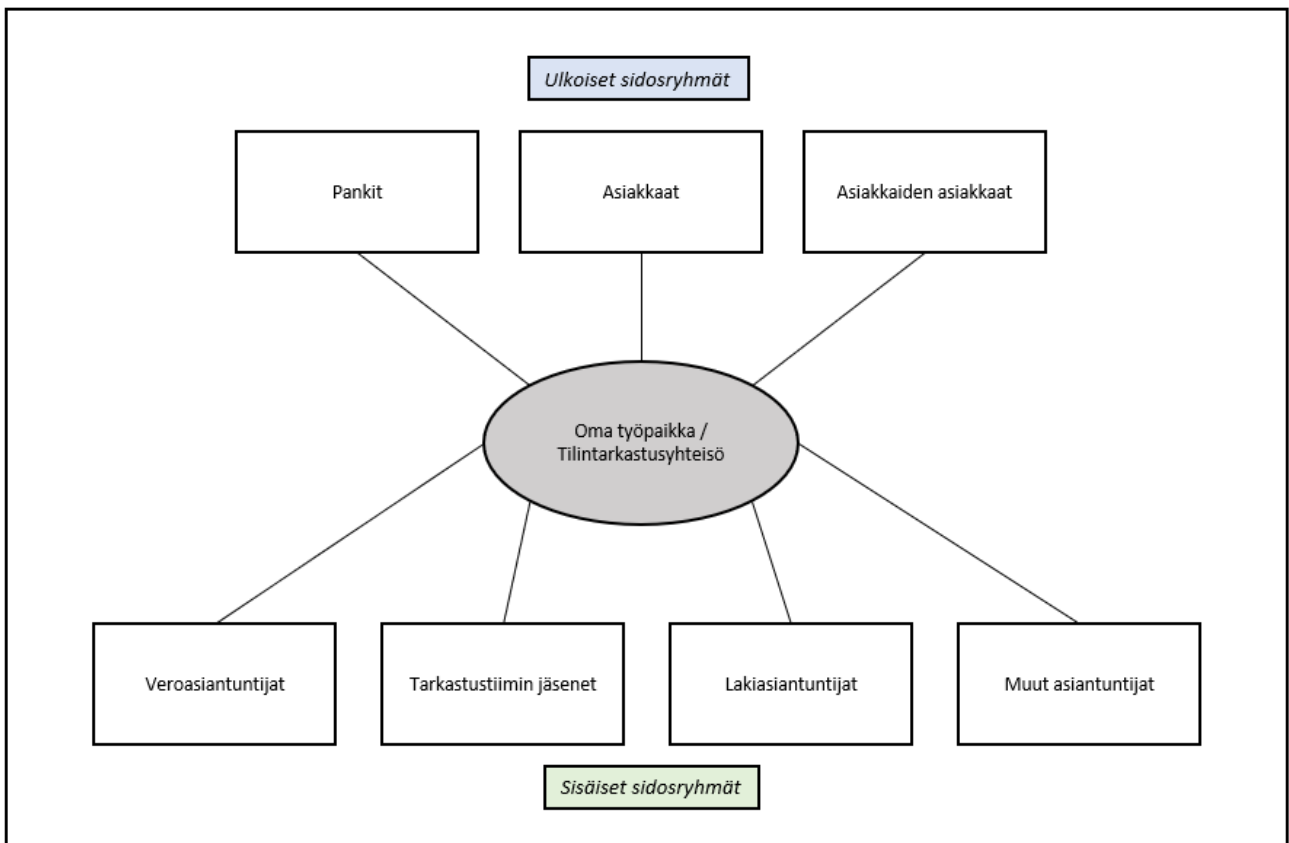 Ulkoiset sidosryhmät
Pankit
Asiakkaat
Asiakkaiden asiakkaat
Oma työpaikka /
Tilintarkastusyhteisö
Veroasiantuntijat
Tarkastustiimin jäsenet
Lakiasiantuntijat
Muut asiantuntijat
Sisäiset sidosryhmät